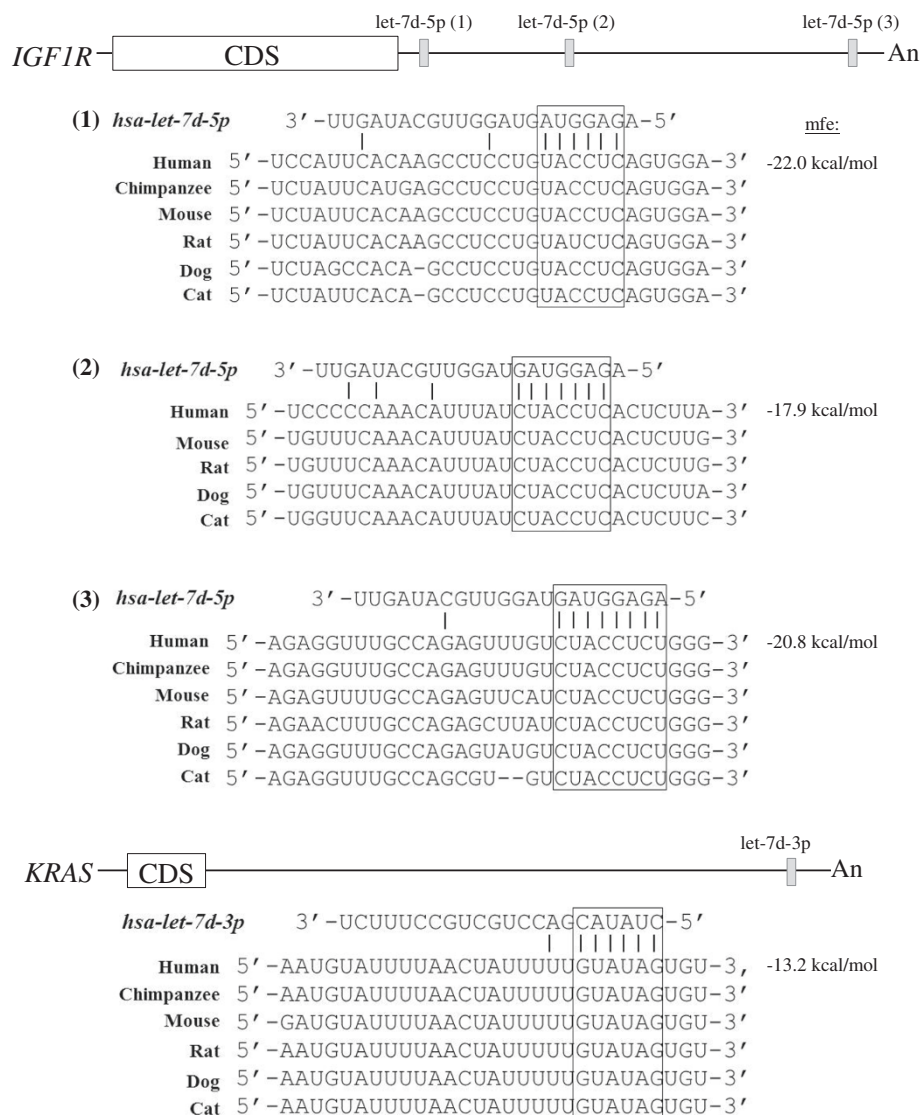 let-7d-5p (1) let-7d-5p (2) let-7d-5p (3)
IGF1R CDS An
(1) hsa-let-7d-5p 3′-UUGAUACGUUGGAUGAUGGAGA-5′ mfe:
Human 5′-UCCAUUCACAAGCCUCCUGUACCUCAGUGGA-3′ -22.0 kcal/mol
Chimpanzee 5′-UCUAUUCAUGAGCCUCCUGUACCUCAGUGGA-3′
Mouse 5′-UCUAUUCACAAGCCUCCUGUACCUCAGUGGA-3′
Rat 5′-UCUAUUCACAAGCCUCCUGUAUCUCAGUGGA-3′
Dog 5′-UCUAGCCACA-GCCUCCUGUACCUCAGUGGA-3′
Cat 5′-UCUAUUCACA-GCCUCCUGUACCUCAGUGGA-3′
(2) hsa-let-7d-5p 3′-UUGAUACGUUGGAUGAUGGAGA-5′
Human 5′-UCCCCCAAACAUUUAUCUACCUCACUCUUA-3′ -17.9 kcal/mol
Mouse 5′-UGUUUCAAACAUUUAUCUACCUCACUCUUG-3′
Rat 5′-UGUUUCAAACAUUUAUCUACCUCACUCUUG-3′
Dog 5′-UGUUUCAAACAUUUAUCUACCUCACUCUUA-3′
Cat 5′-UGGUUCAAACAUUUAUCUACCUCACUCUUC-3′
(3) hsa-let-7d-5p 3′-UUGAUACGUUGGAUGAUGGAGA-5′
Human 5′-AGAGGUUUGCCAGAGUUUGUCUACCUCUGGG-3′ -20.8 kcal/mol
Chimpanzee 5′-AGAGGUUUGCCAGAGUUUGUCUACCUCUGGG-3′
Mouse 5′-AGAGUUUUGCCAGAGUUCAUCUACCUCUGGG-3′
Rat 5′-AGAACUUUGCCAGAGCUUAUCUACCUCUGGG-3′
Dog 5′-AGAGGUUUGCCAGAGUAUGUCUACCUCUGGG-3′
Cat 5′-AGAGGUUUGCCAGCGU--GUCUACCUCUGGG-3′
let-7d-3p
KRAS CDS An
hsa-let-7d-3p 3′-UCUUUCCGUCGUCCAGCAUAUC-5′
Human 5′-AAUGUAUUUUAACUAUUUUUGUAUAGUGU-3, -13.2 kcal/mol
Chimpanzee 5′-AAUGUAUUUUAACUAUUUUUGUAUAGUGU-3′
Mouse 5′-GAUGUAUUUUAACUAUUUUUGUAUAGUGU-3′
Rat 5′-AAUGUAUUUUAACUAUUUUUGUAUAGUGU-3′
Dog 5′-AAUGUAUUUUAACUAUUUUUGUAUAGUGU-3′
Cat 5′-AAUGUAUUUUAACUAUUUUUGUAUAGUGU-3′